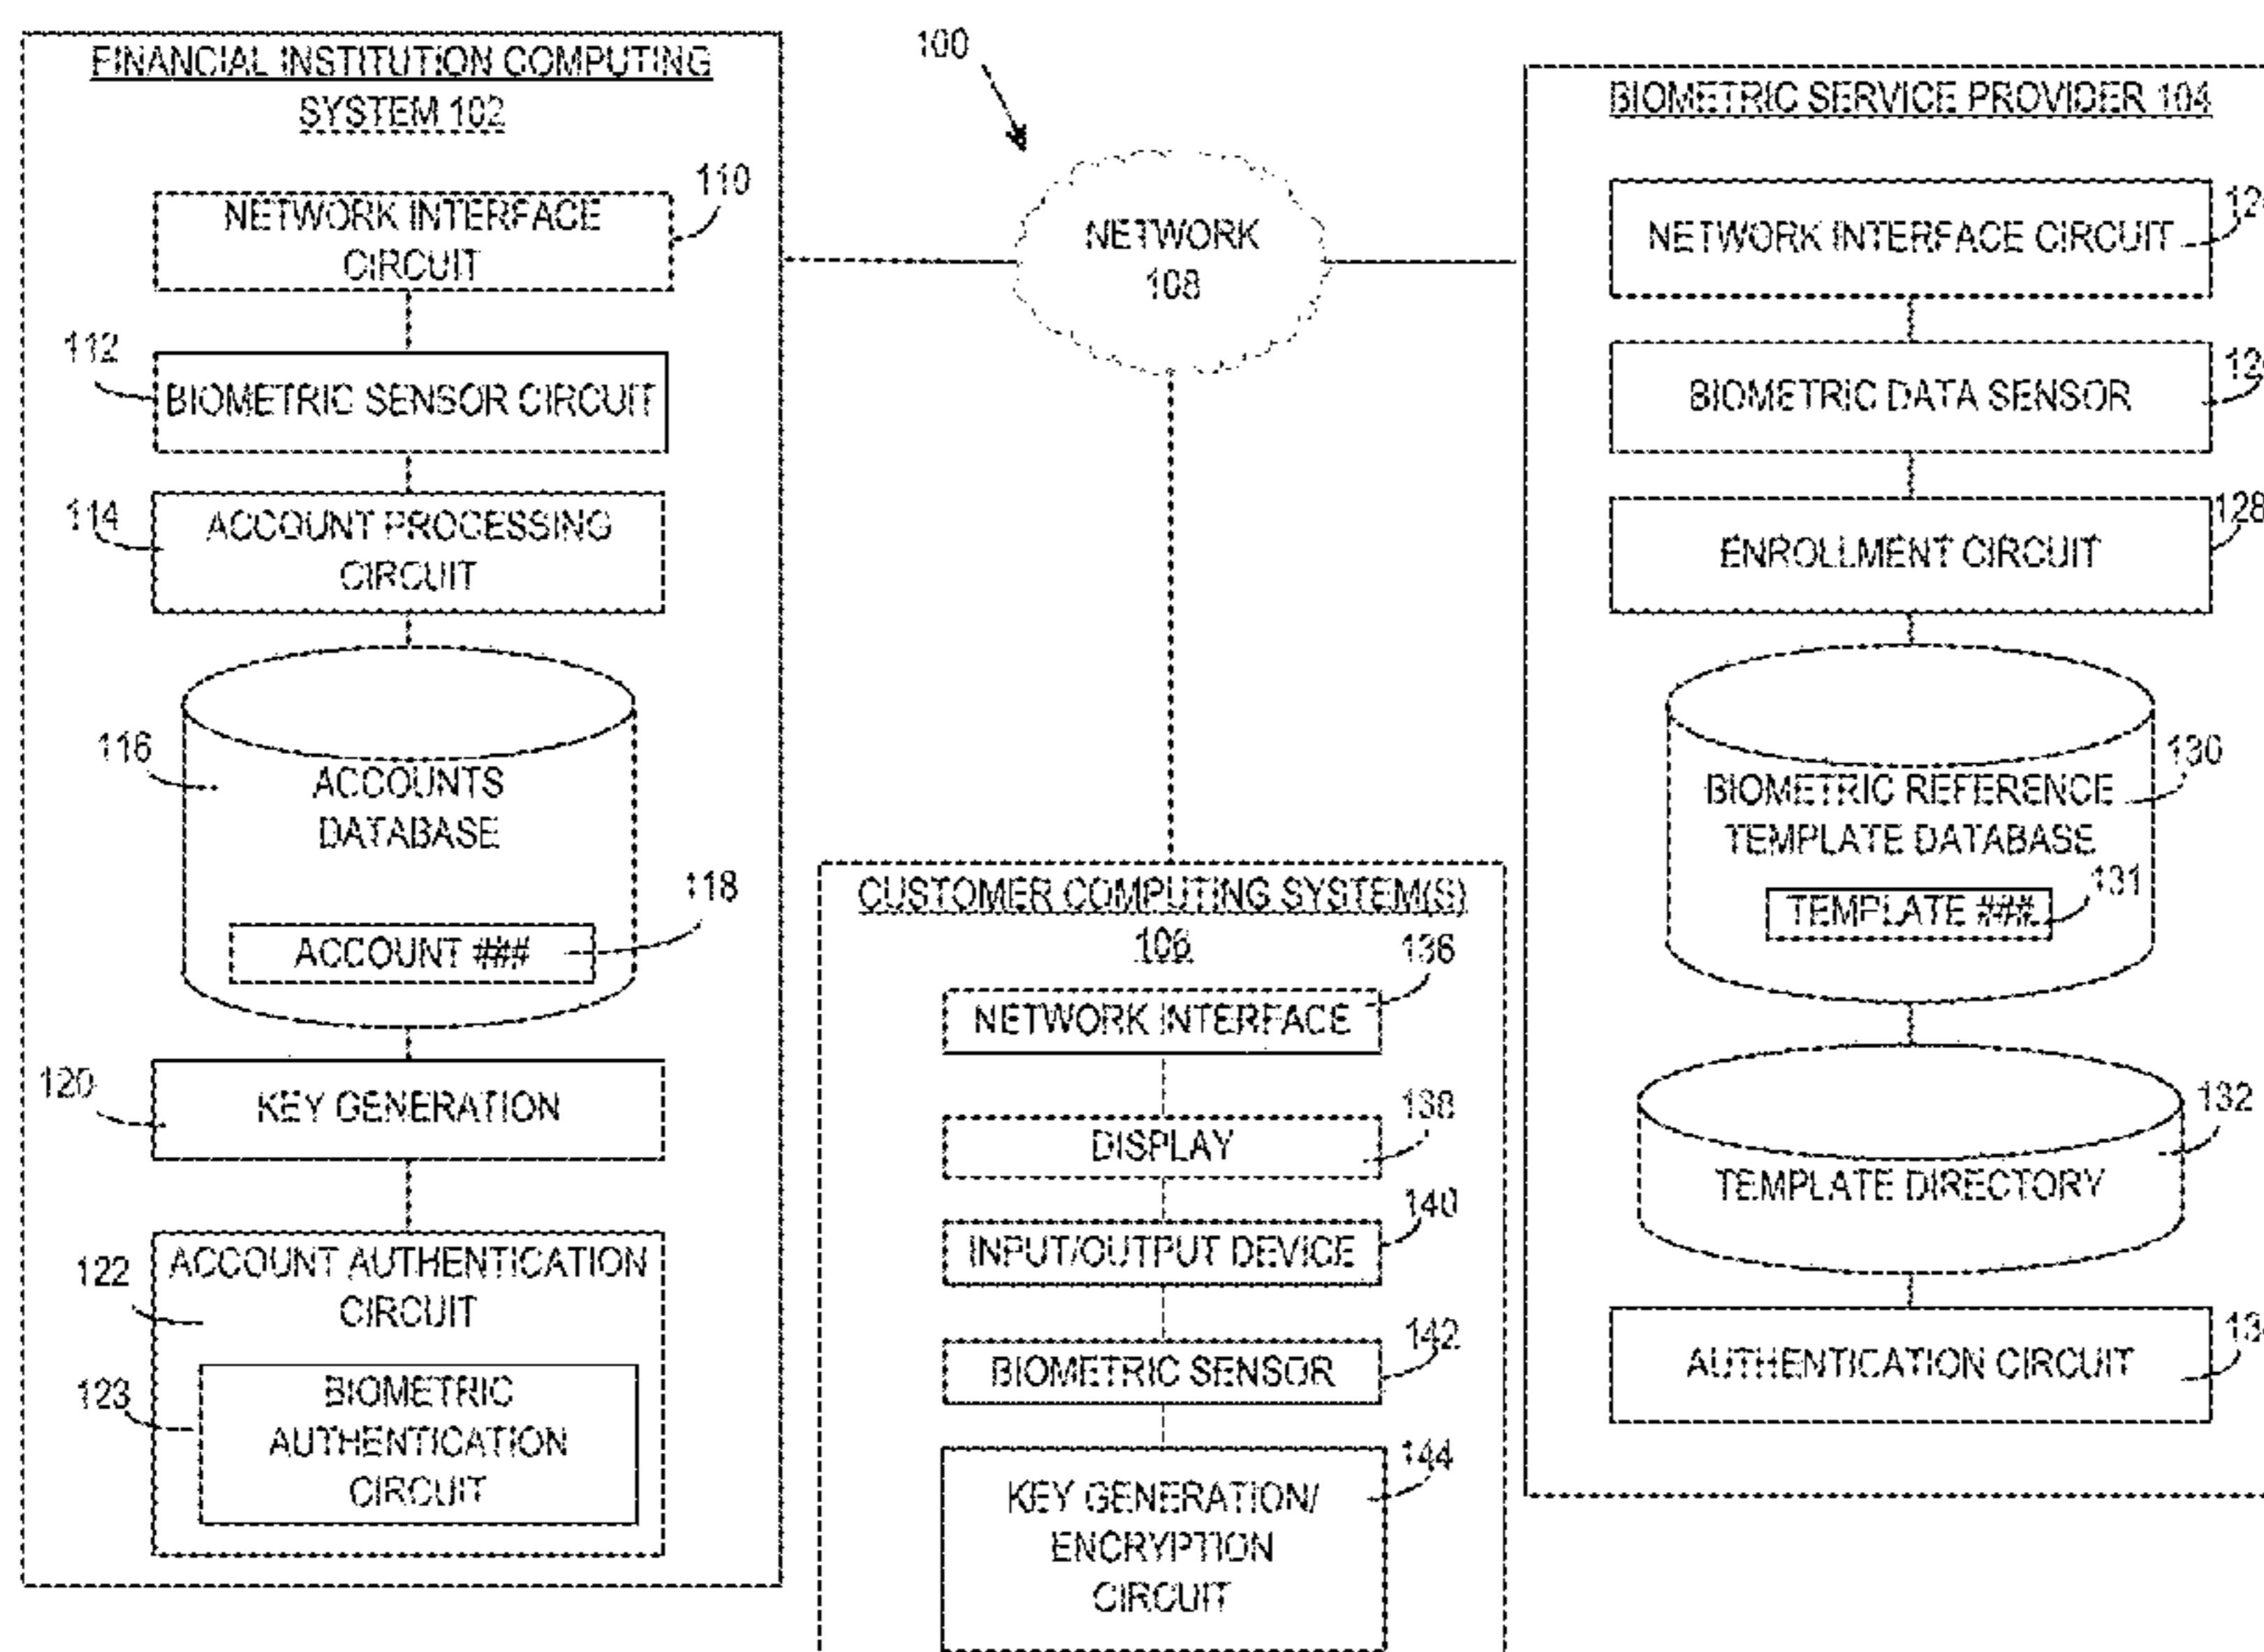 100
FINANCIAL INSTITUTION COMPUTING
SYSTEM 102
110
NETWORK INTERFACE
CIRCUIT
112
BIOMETRIC SENSOR CIRCUIT
114
ACCOUNT PROCESSING
CIRCUIT
116
ACCOUNTS
DATABASE
118
ACCOUNT ###
120
KEY GENERATION
122
ACCOUNT AUTHENTICATION
CIRCUIT
123
BIOMETRIC
AUTHENTICATION
CIRCUIT
NETWORK
108
CUSTOMER COMPUTING SYSTEM(S)
106
136
NETWORK INTERFACE
138
DISPLAY
140
INPUT/OUTPUT DEVICE
142
BIOMETRIC SENSOR
144
KEY GENERATION/
ENCRYPTION
CIRCUIT
BIOMETRIC SERVICE PROVIDER 104
NETWORK INTERFACE CIRCUIT
BIOMETRIC DATA SENSOR
128
ENROLLMENT CIRCUIT
130
BIOMETRIC REFERENCE
TEMPLATE DATABASE
131
TEMPLATE ###
132
TEMPLATE DIRECTORY
AUTHENTICATION CIRCUIT